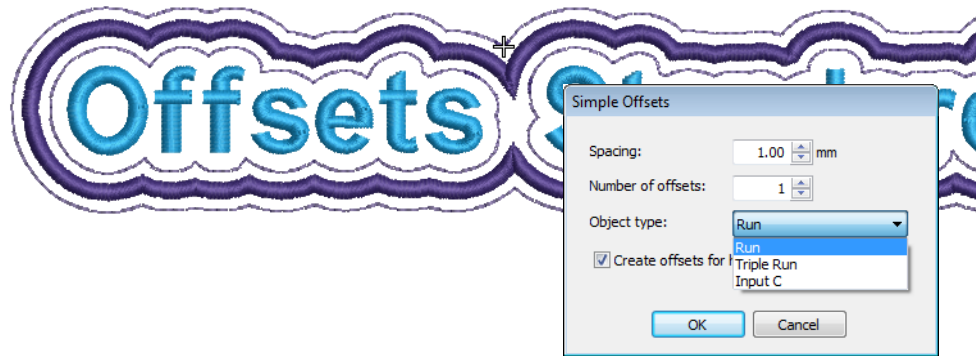 Offsets
Simple Offsets
Spacing: 1.00 mm
Number of offsets: 1
Object type: Run
Run
Create offsets for
Triple Run
Input C
OK Cancel